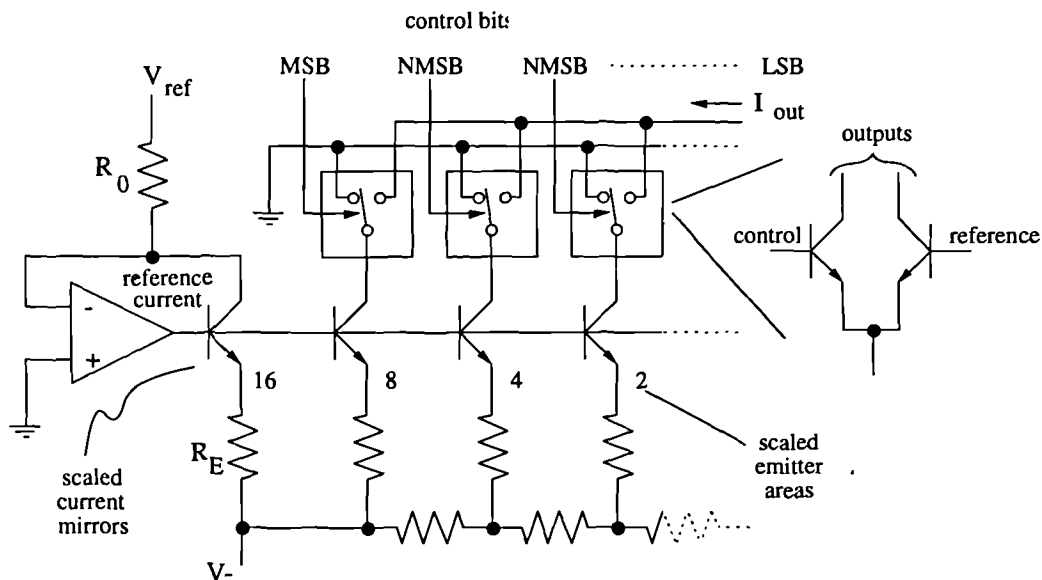 control bits
MSB NMSB NMSB LSB
V ref
I out
outputs
R 0
control reference
reference
current
-
+
16 8 4 2
R E
scaled
current
mirrors
scaled
emitter
areas
V-